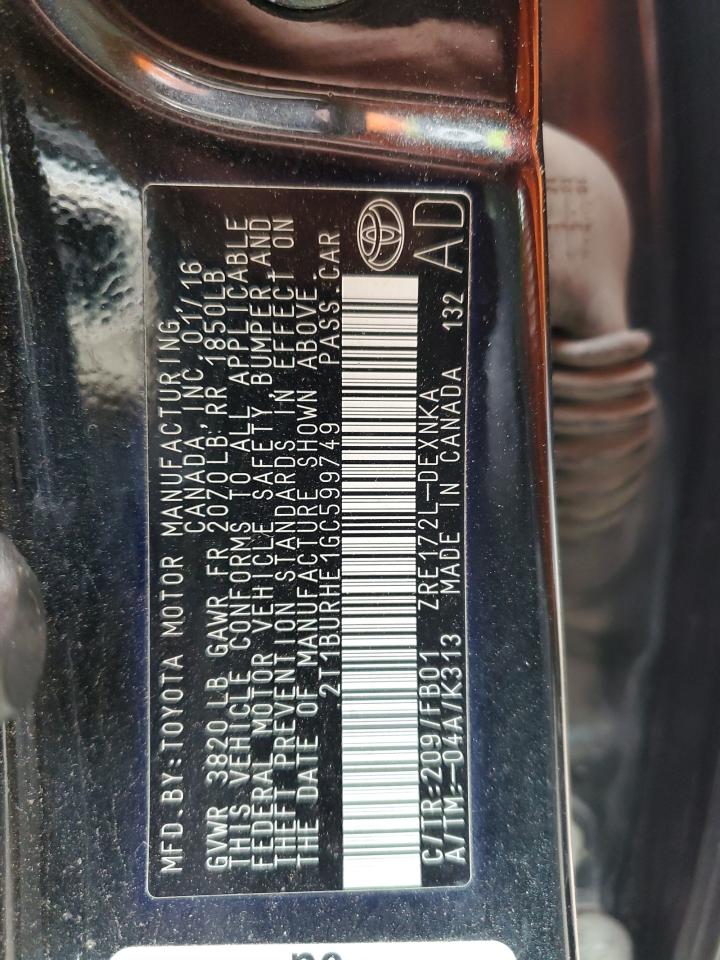 MFD. BY: TOYOTA MOTOR MANUFACTURING,
CANADA, INC. 01/16
GVWR 3820 LB GAWR FR 2070LB, RR 1850LB
THIS VEHICLE CONFORMS TO ALL APPLICABLE
FEDERAL MOTOR VEHICLE SAFETY, BUMPER, AND
THEFT PREVENTION STANDARDS IN EFFECT ON
THE DATE OF MANUFACTURE SHOWN ABOVE
2T1BURHE1GC599749 PASS.CAR
C/TR:209/FB01 ZRE172L-DEXNKA
A/TM:-04A/K313 MADE IN CANADA 132
AD